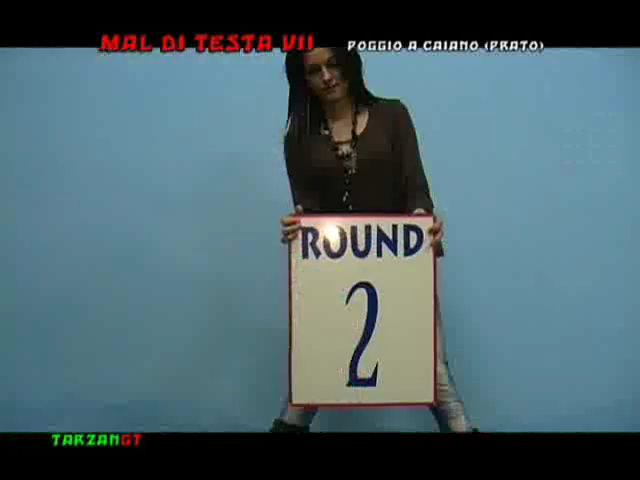 MAL DI TESTA VII POGGIO A CAIANO (PRATO)
ROUND
2
TARZANGT